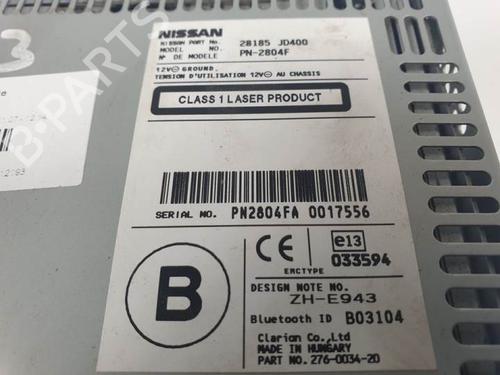 NISSAN
NISSAN PART No. 28185 JD400
MODEL NO. PN-2804F
Nº DE MODELE
12V⊖ GROUND.
TENSION D'UTILISATION 12V⊖ AU CHASSIS
CLASS 1 LASER PRODUCT
SERIAL NO. PN2804FA 0017556
B
CE
e13
EMCTYPE 033594
DESIGN NOTE NO.
ZH-E943
Bluetooth ID B03104
Clarion Co.,Ltd
MADE IN HUNGARY
PART NO. 276-0034-20
3
B-PARTS